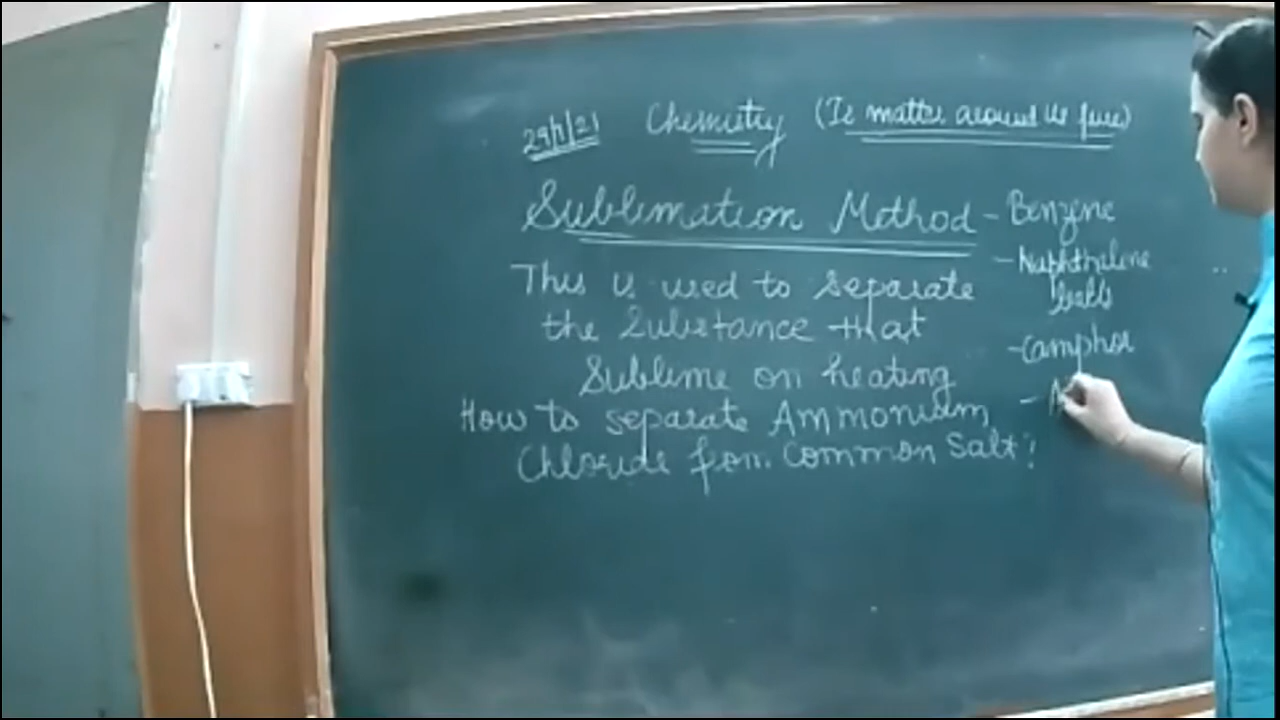 29/1/21 Chemistry (Is matter around us pure)
Sublimation Method
This is used to separate
the Substance that
Sublime on heating
How to separate Ammonium
Chloride from Common Salt?
- Benzene
- Naphthalene
balls
- Camphor
-